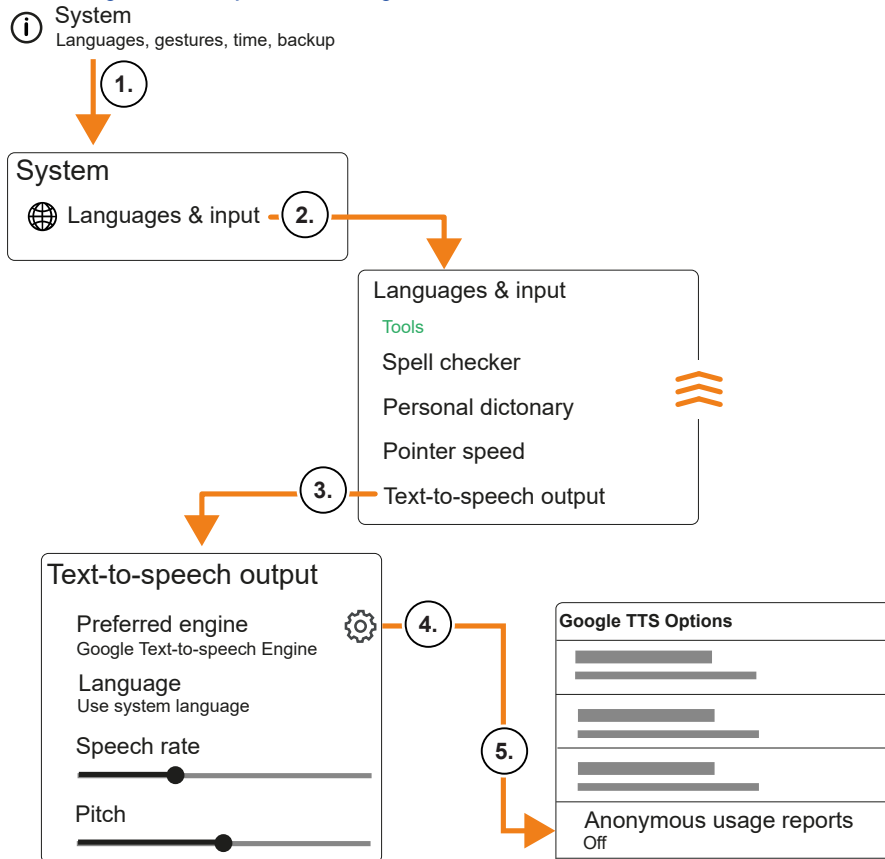 System
Languages, gestures, time, backup
1.
System
Languages & input
2.
Languages & input
Tools
Spell checker
Personal dictonary
Pointer speed
3.
Text-to-speech output
Text-to-speech output
Preferred engine
Google Text-to-speech Engine
4.
Language
Use system language
Speech rate
Pitch
5.
Google TTS Options
Anonymous usage reports
Off